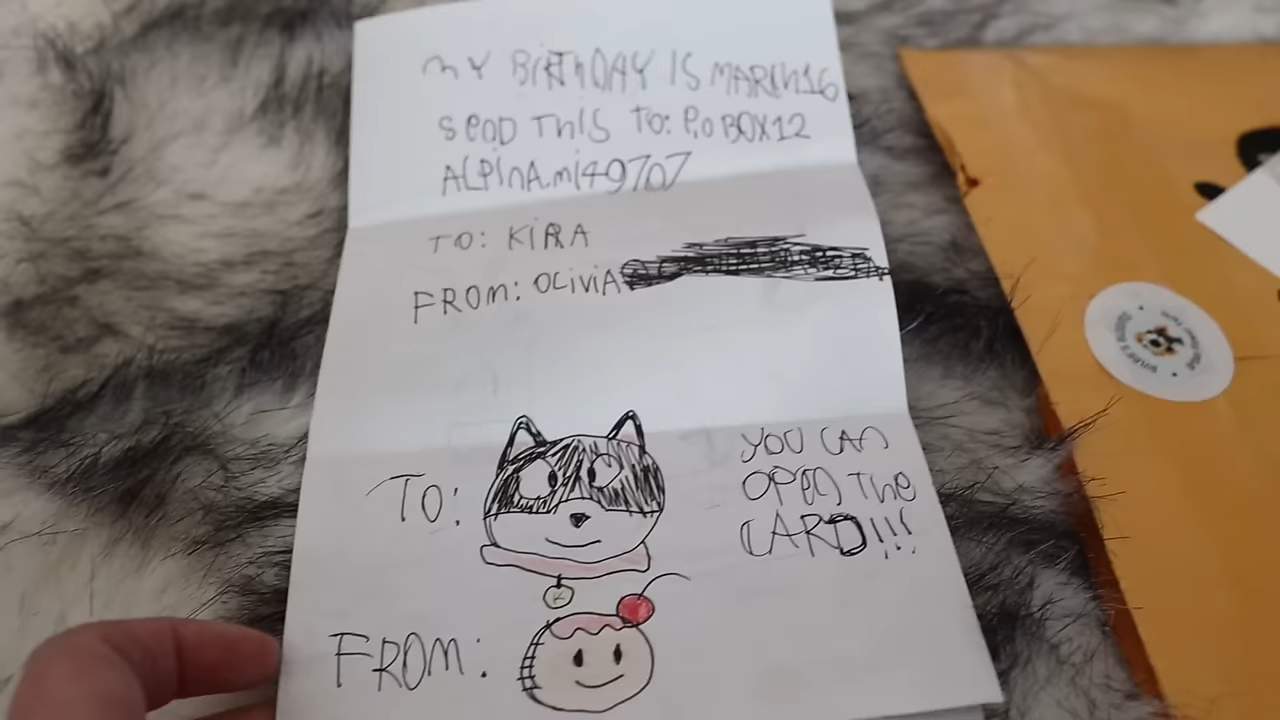 MY BiRThDAY IS MARCh16
SEnD THiS TO: P.O BOX12
ALPinA.mi49707
TO: KiRA
FROM: OLiViA
TO:
K
YOU CAn
OPEn The
CARD!!!
FROM: